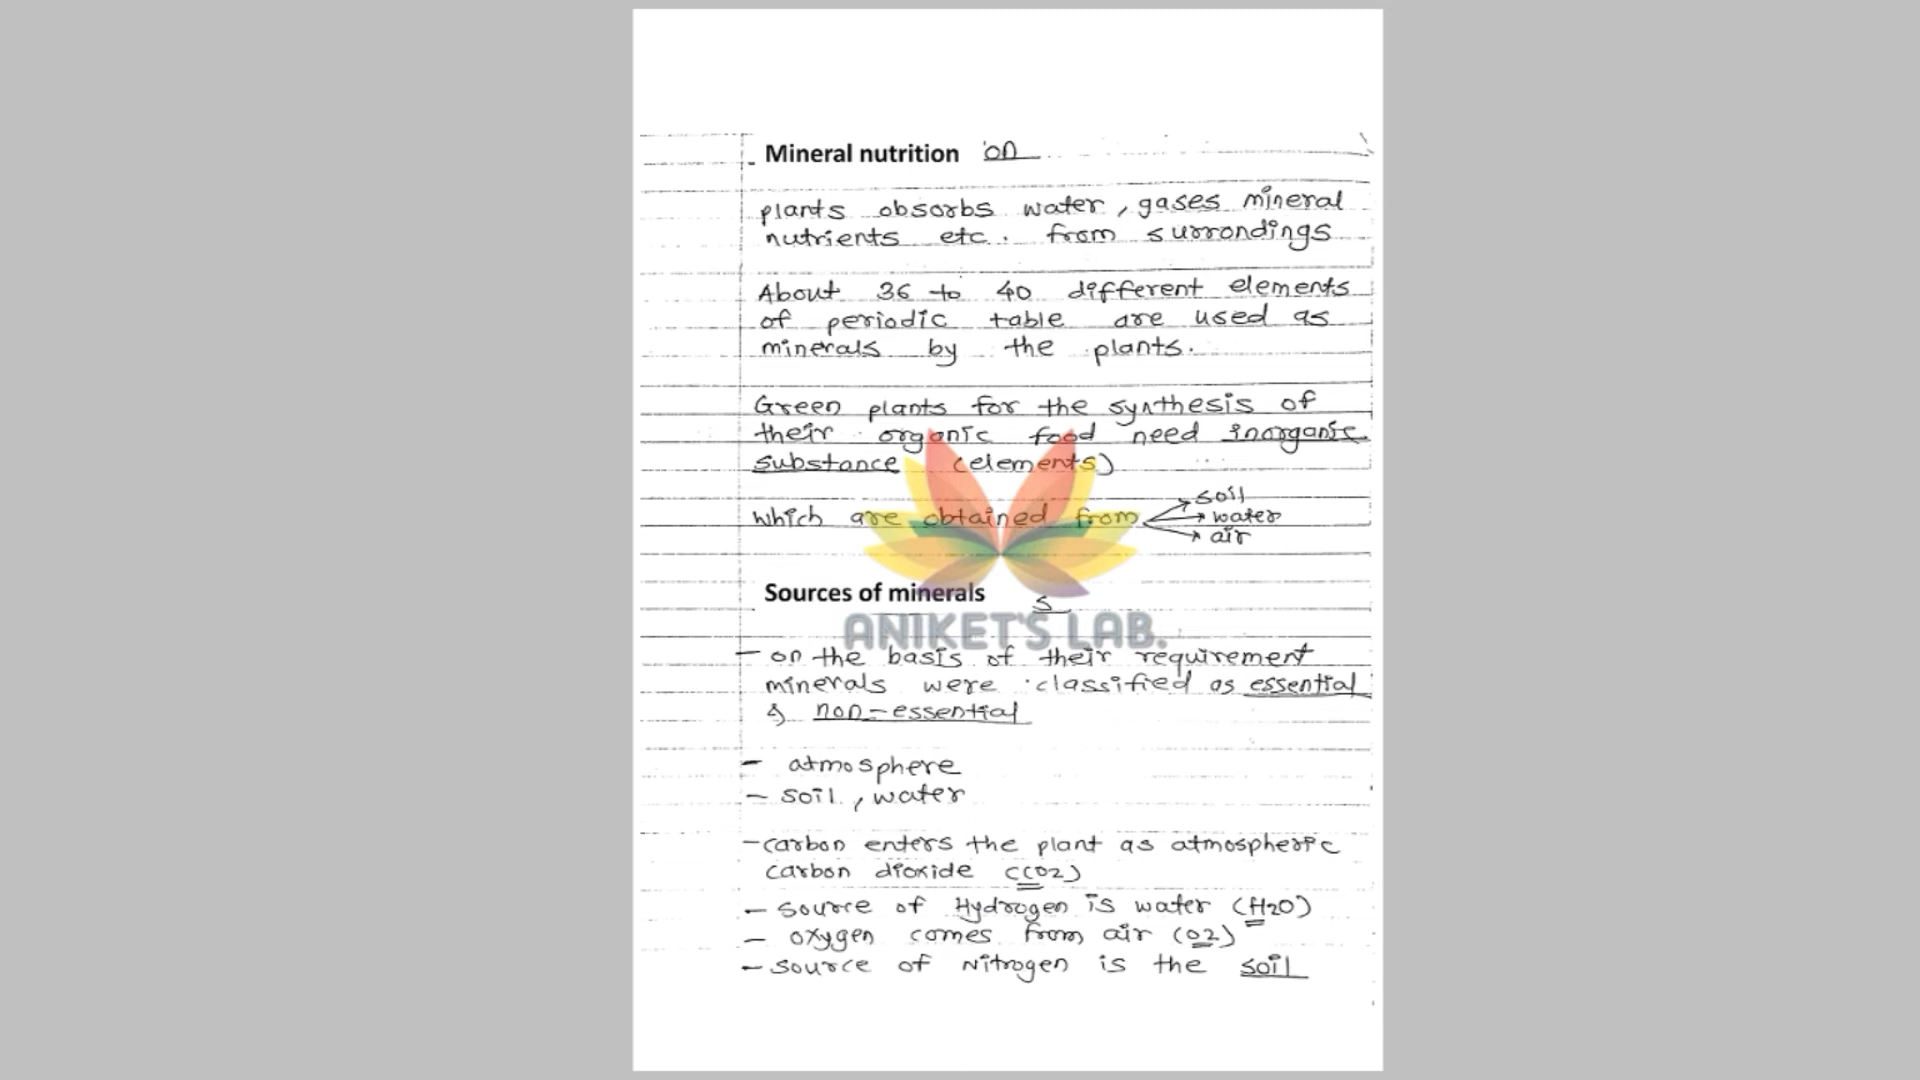 Mineral nutrition on
plants absorbs water, gases mineral
nutrients etc. from surrondings
About 36 to 40 different elements
of periodic table are used as
minerals by the plants.
Green plants for the synthesis of
their organic food need inorganic
substance (elements)
soil
which are obtained from → water
→ air
Sources of minerals s
ANIKET'S LAB.
- on the basis of their requirement
minerals were classified as essential
& non-essential
- atmosphere
- soil, water
- carbon enters the plant as atmospheric
carbon dioxide (CO2)
- source of Hydrogen is water (H2O)
- oxygen comes from air (O2)
- source of Nitrogen is the soil